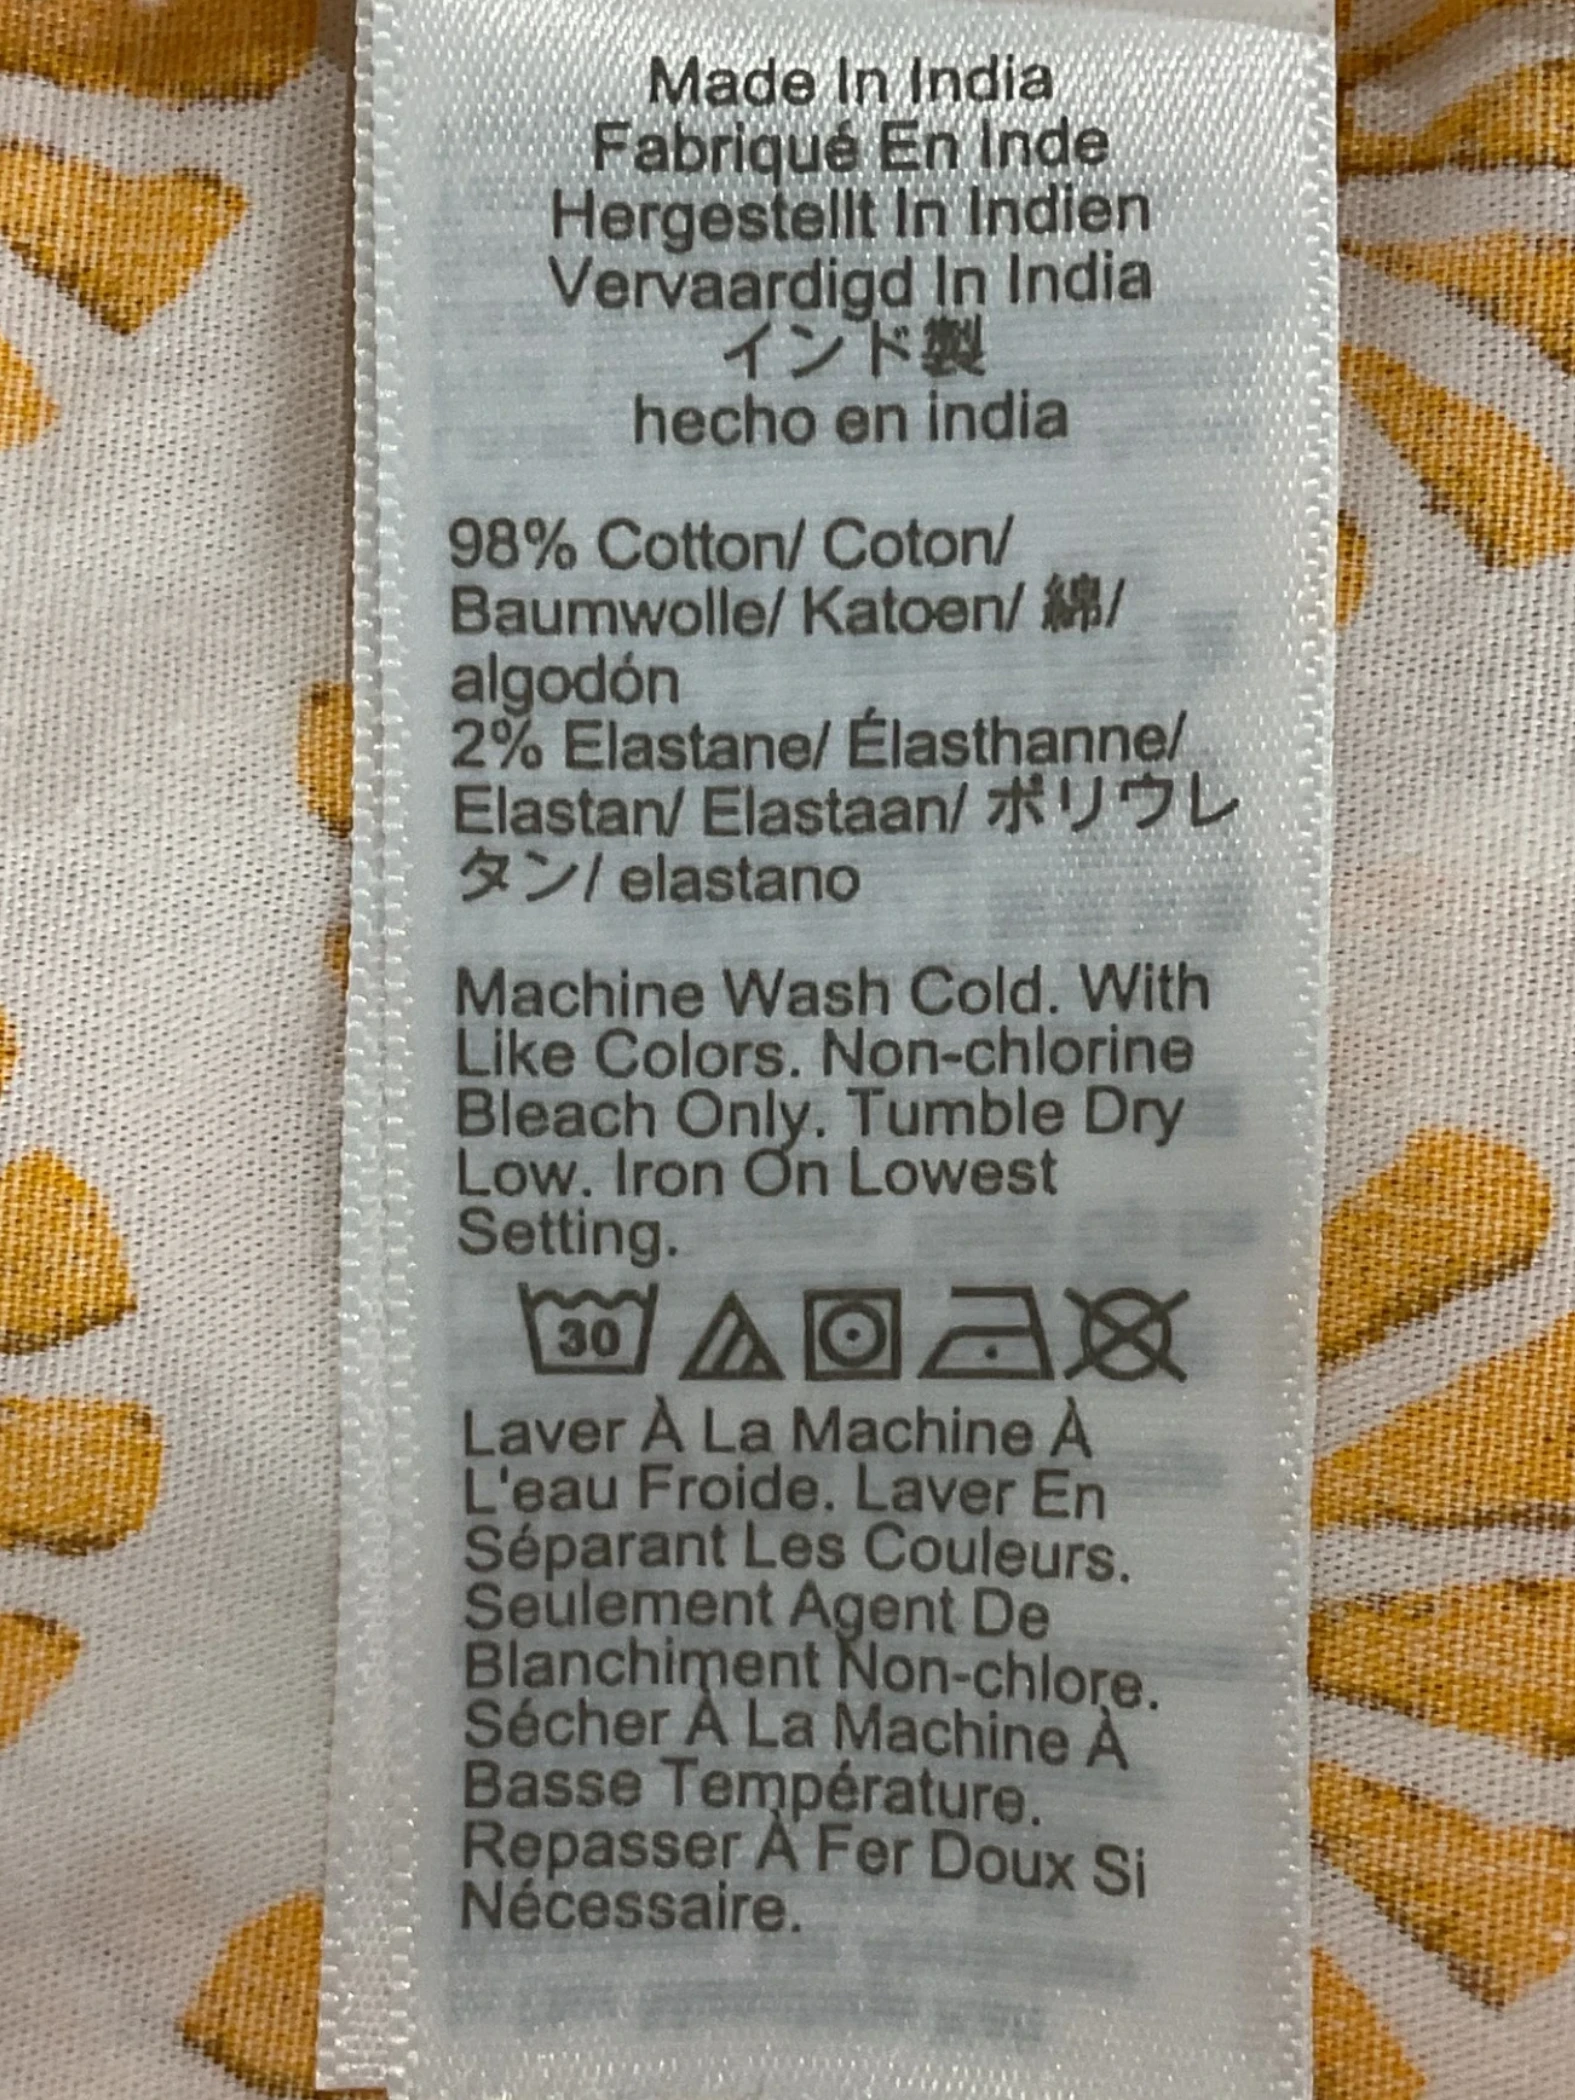 Made In India
Fabriqué En Inde
Hergestellt In Indien
Vervaardigd In India
インド製
hecho en india
98% Cotton/ Coton/
Baumwolle/ Katoen/ 綿/
algodón
2% Elastane/ Élasthanne/
Elastan/ Elastaan/ ポリウレ
タン/ elastano
Machine Wash Cold. With
Like Colors. Non-chlorine
Bleach Only. Tumble Dry
Low. Iron On Lowest
Setting.
30
Laver À La Machine À
L'eau Froide. Laver En
Séparant Les Couleurs.
Seulement Agent De
Blanchiment Non-chlore.
Sécher À La Machine À
Basse Température.
Repasser À Fer Doux Si
Nécessaire.